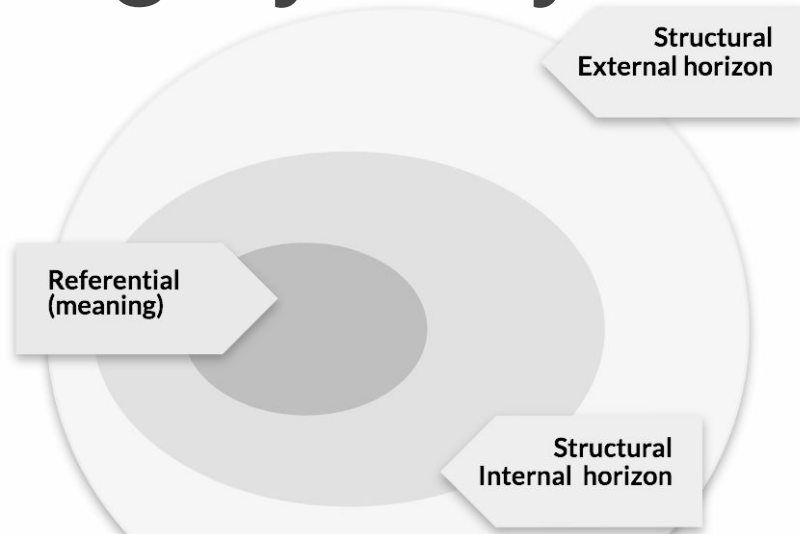 Structural
External horizon
Referential
(meaning)
Structural
Internal horizon